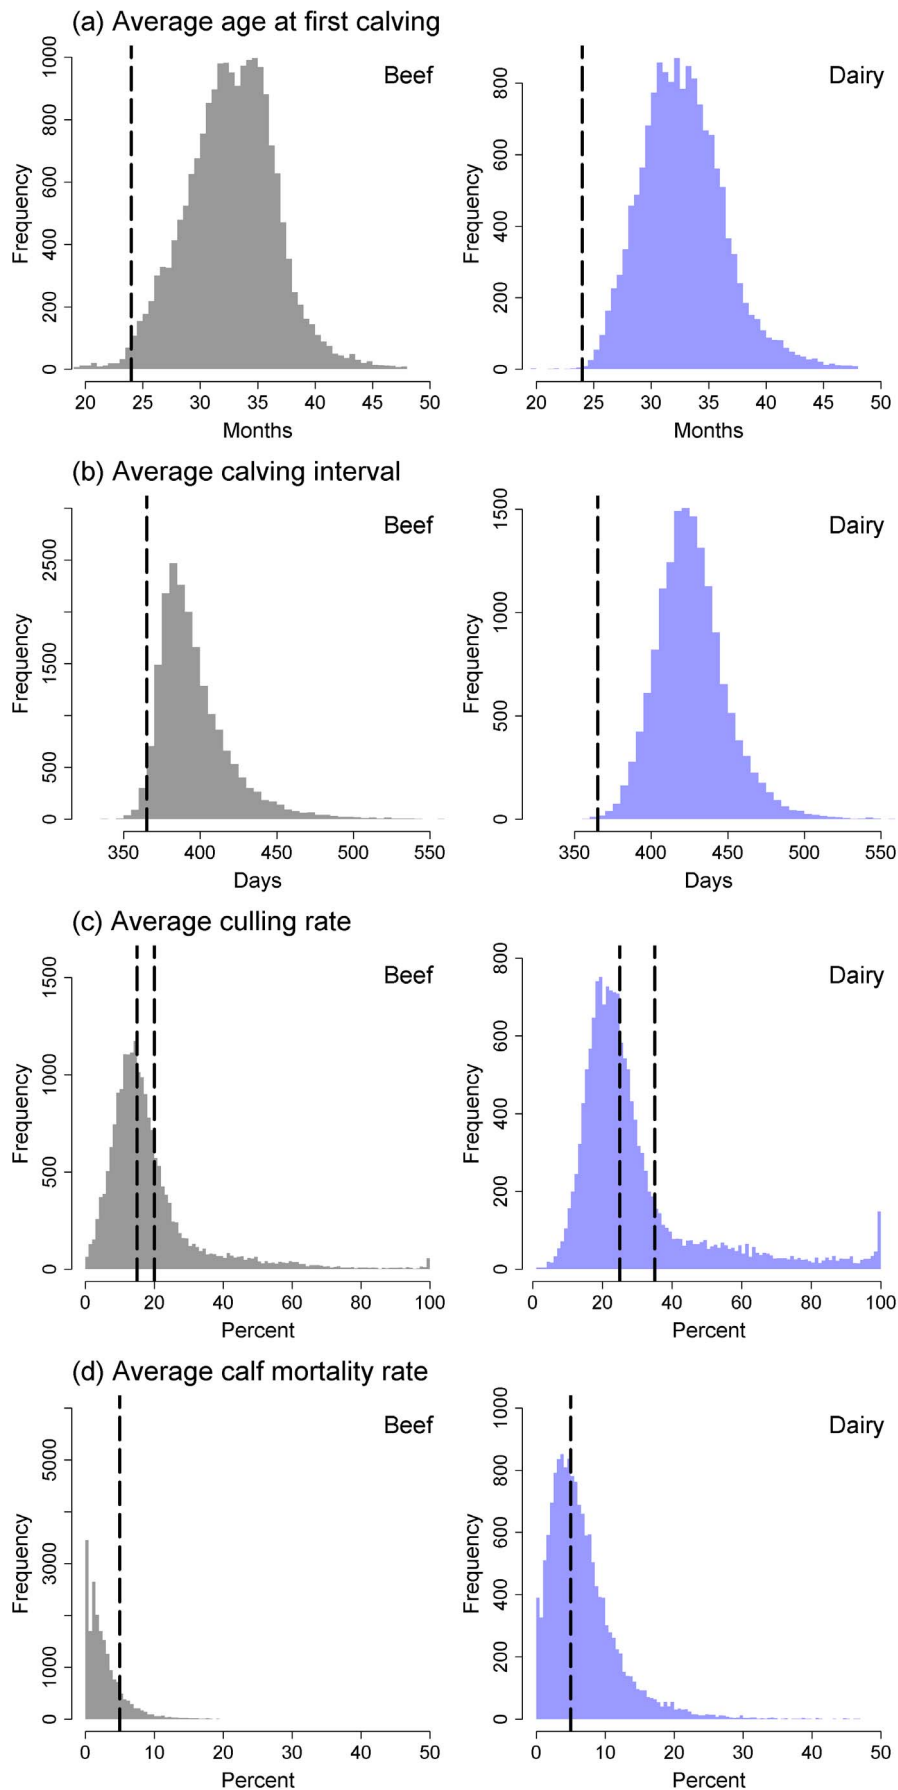 (a) Average age at first calving
Beef
Frequency
0 200 400 600 800 1000
20 25 30 35 40 45 50
Months
Dairy
Frequency
0 200 400 600 800
20 25 30 35 40 45 50
Months
(b) Average calving interval
Beef
Frequency
0 500 1500 2500
350 400 450 500 550
Days
Dairy
Frequency
0 500 1000 1500
350 400 450 500 550
Days
(c) Average culling rate
Beef
Frequency
0 500 1000 1500
0 20 40 60 80 100
Percent
Dairy
Frequency
0 200 400 600 800
0 20 40 60 80 100
Percent
(d) Average calf mortality rate
Beef
Frequency
0 1000 3000 5000
0 10 20 30 40 50
Percent
Dairy
Frequency
0 200 400 600 800 1000
0 10 20 30 40 50
Percent